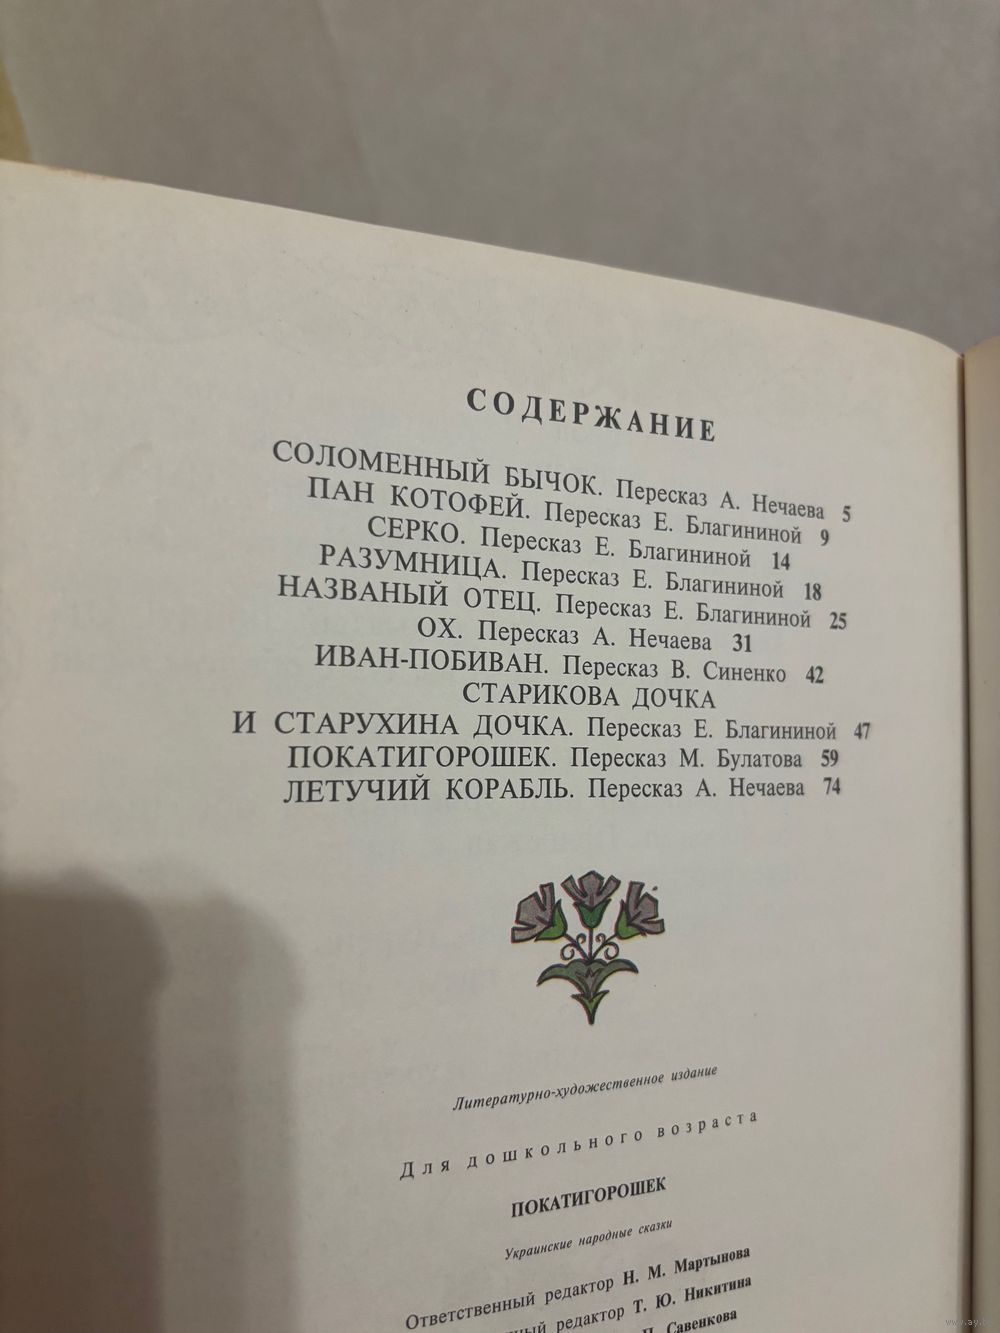 СОДЕРЖАНИЕ
СОЛОМЕННЫЙ БЫЧОК. Пересказ А. Нечаева 5
ПАН КОТОФЕЙ. Пересказ Е. Благининой 9
СЕРКО. Пересказ Е. Благининой 14
РАЗУМНИЦА. Пересказ Е. Благининой 18
НАЗВАНЫЙ ОТЕЦ. Пересказ Е. Благининой 25
ОХ. Пересказ А. Нечаева 31
ИВАН-ПОБИВАН. Пересказ В. Синенко 42
СТАРИКОВА ДОЧКА
И СТАРУХИНА ДОЧКА. Пересказ Е. Благининой 47
ПОКАТИГОРОШЕК. Пересказ М. Булатова 59
ЛЕТУЧИЙ КОРАБЛЬ. Пересказ А. Нечаева 74
Литературно-художественное издание
Для дошкольного возраста
ПОКАТИГОРОШЕК
Украинские народные сказки
Ответственный редактор Н. М. Мартынова
редактор Т. Ю. Никитина
Савенкова